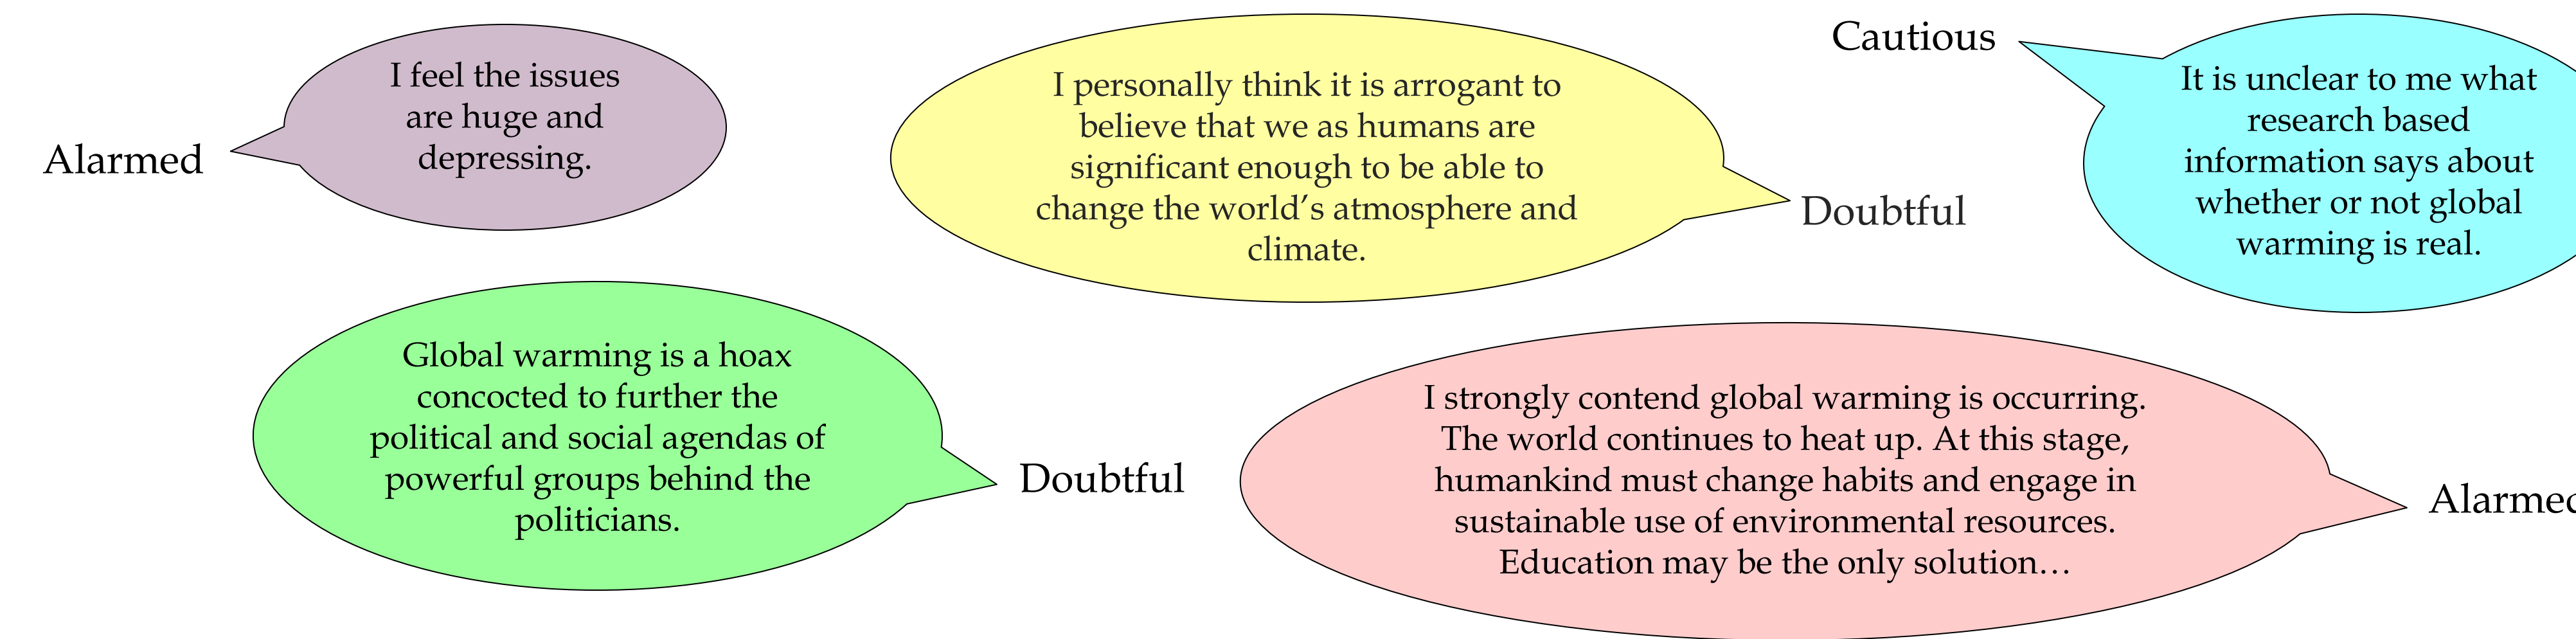 Alarmed
I feel the issues
are huge and
depressing.
I personally think it is arrogant to
believe that we as humans are
significant enough to be able to
change the world’s atmosphere and
climate.
Doubtful
Cautious
It is unclear to me what
research based
information says about
whether or not global
warming is real.
Global warming is a hoax
concocted to further the
political and social agendas of
powerful groups behind the
politicians.
Doubtful
I strongly contend global warming is occurring.
The world continues to heat up. At this stage,
humankind must change habits and engage in
sustainable use of environmental resources.
Education may be the only solution…
Alarmed